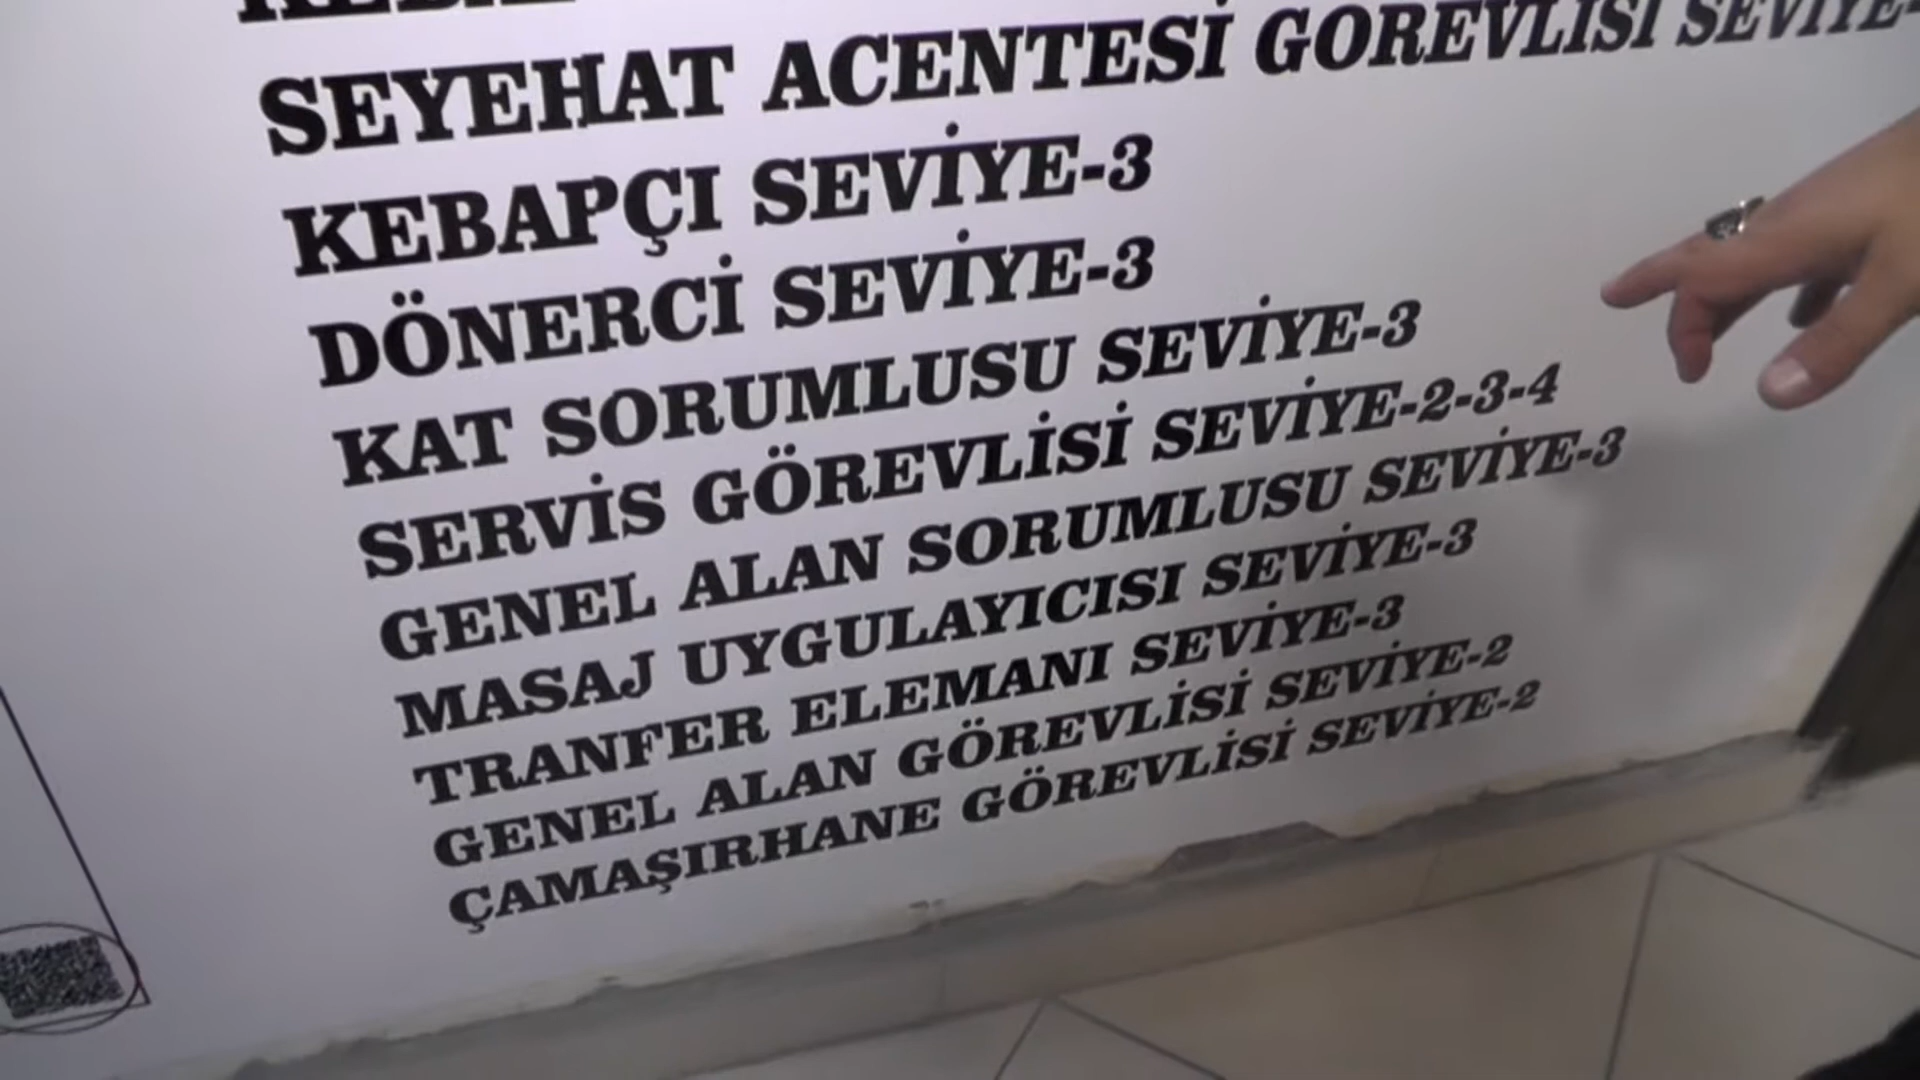 SEYEHAT ACENTESİ GÖREVLİSİ SEVİYE-
KEBAPÇI SEVİYE-3
DÖNERCİ SEVİYE-3
KAT SORUMLUSU SEVİYE-3
SERVİS GÖREVLİSİ SEVİYE-2-3-4
GENEL ALAN SORUMLUSU SEVİYE-3
MASAJ UYGULAYICISI SEVİYE-3
TRANFER ELEMANI SEVİYE-3
GENEL ALAN GÖREVLİSİ SEVİYE-2
ÇAMAŞIRHANE GÖREVLİSİ SEVİYE-2